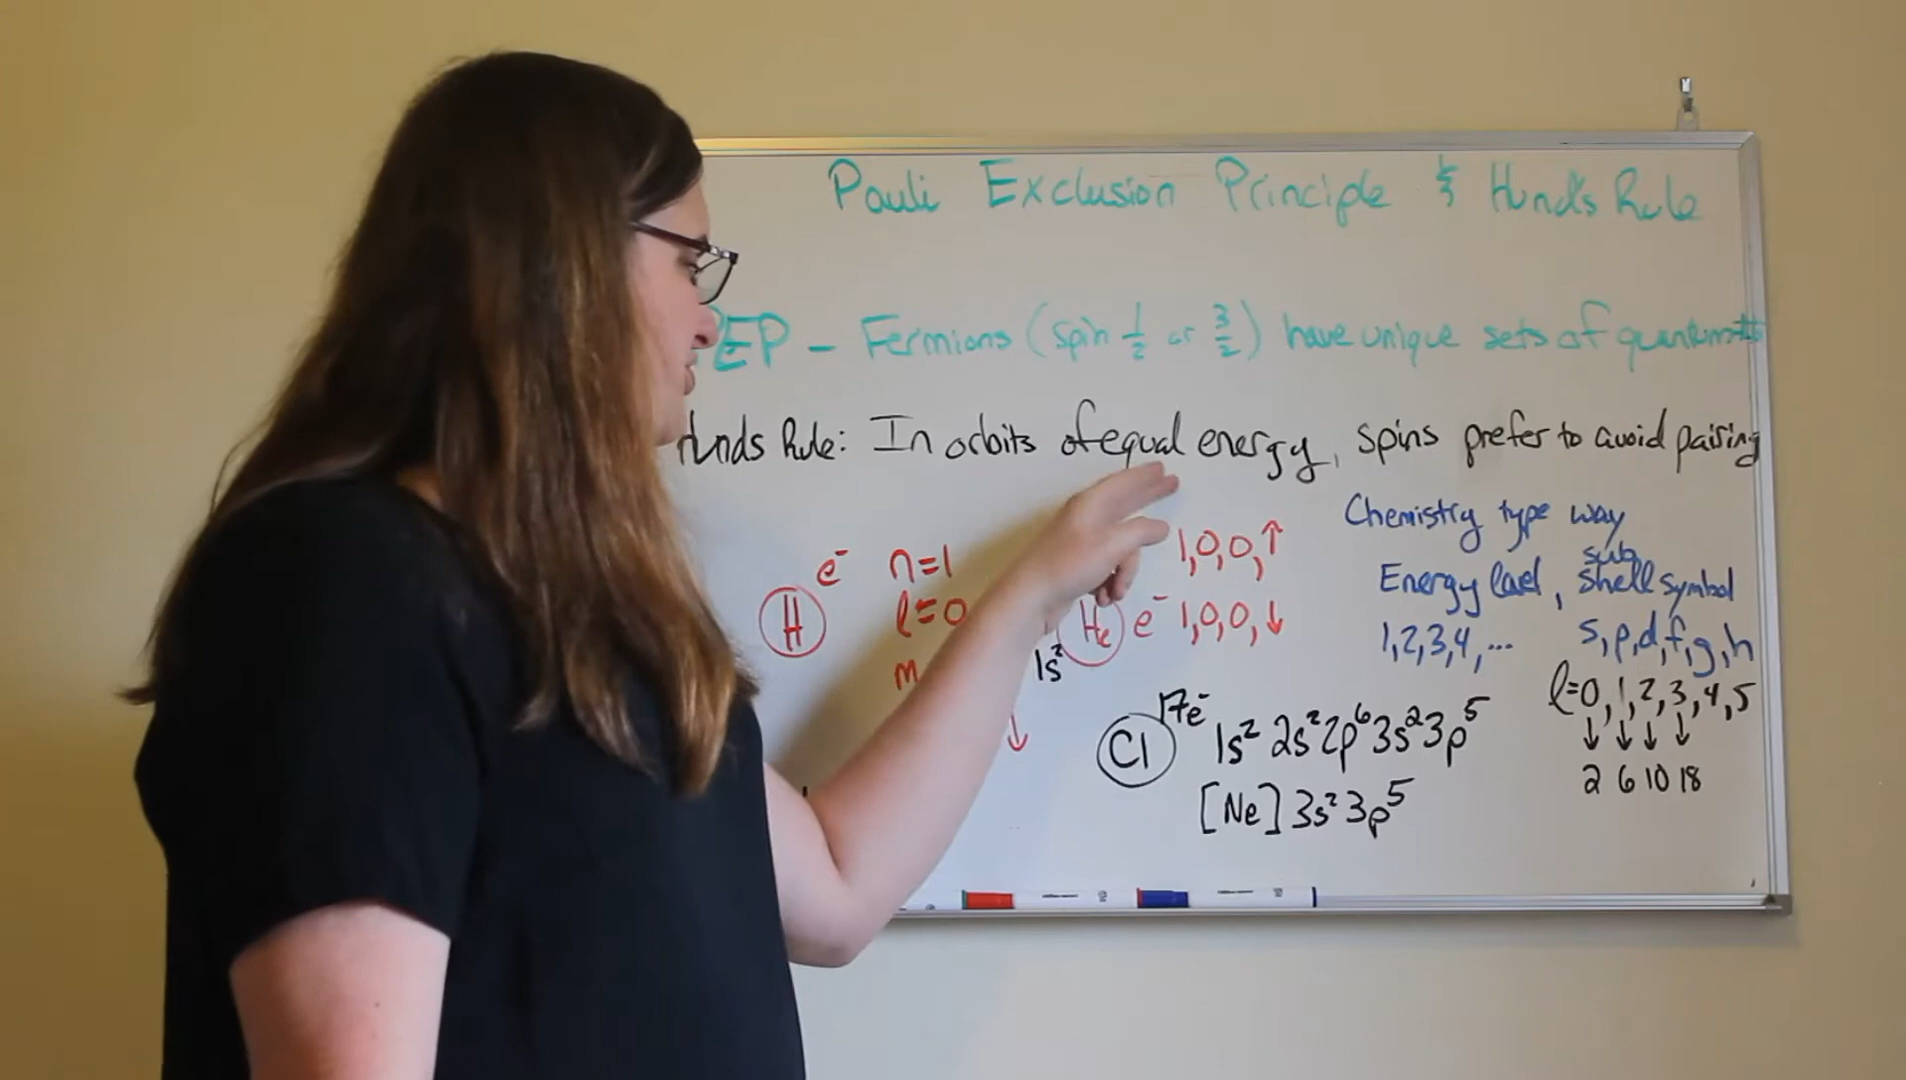 Pauli Exclusion Principle & Hund's Rule
PEP - Fermions (spin 1/2 or 3/2) have unique sets of quantum #s
Hunds Rule: In orbits of equal energy, spins prefer to avoid pairing
H e⁻ n=1
l=0
m
↓
1s²
He e⁻ 1,0,0,↑
1,0,0,↓
Chemistry type way
Energy level, subshell symbol
1,2,3,4,... s,p,d,f,g,h
l=0,1,2,3,4,5
↓ ↓ ↓ ↓
2 6 10 18
Cl 17e⁻ 1s² 2s² 2p⁶ 3s² 3p⁵
[Ne] 3s² 3p⁵